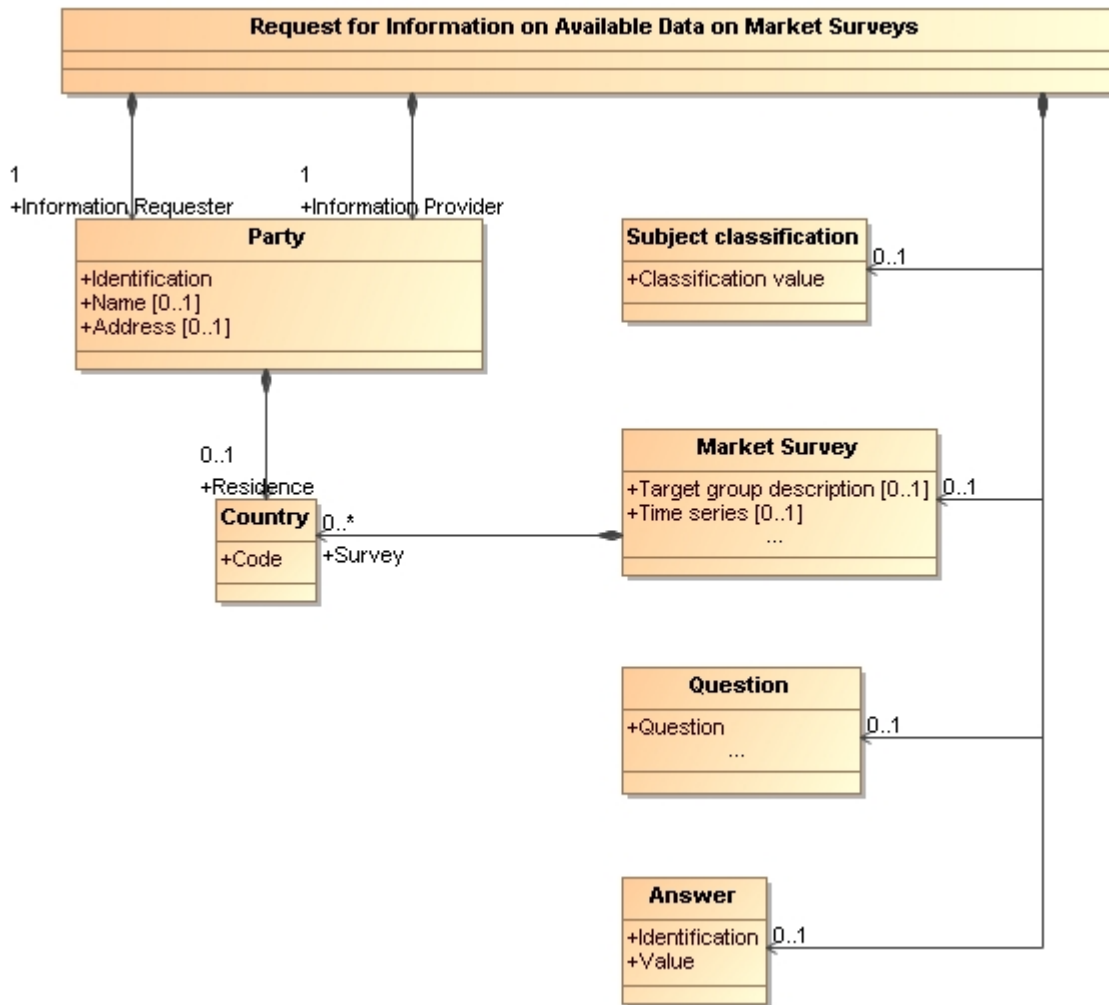 Request for Information on Available Data on Market Surveys
1
+Information Requester
1
+Information Provider
Party
+Identification
+Name [0..1]
+Address [0..1]
Subject classification
+Classification value
0..1
0..1
+Residence
Country
+Code
0..*
+Survey
Market Survey
+Target group description [0..1]
+Time series [0..1]
...
0..1
Question
+Question
...
0..1
Answer
+Identification
+Value
0..1